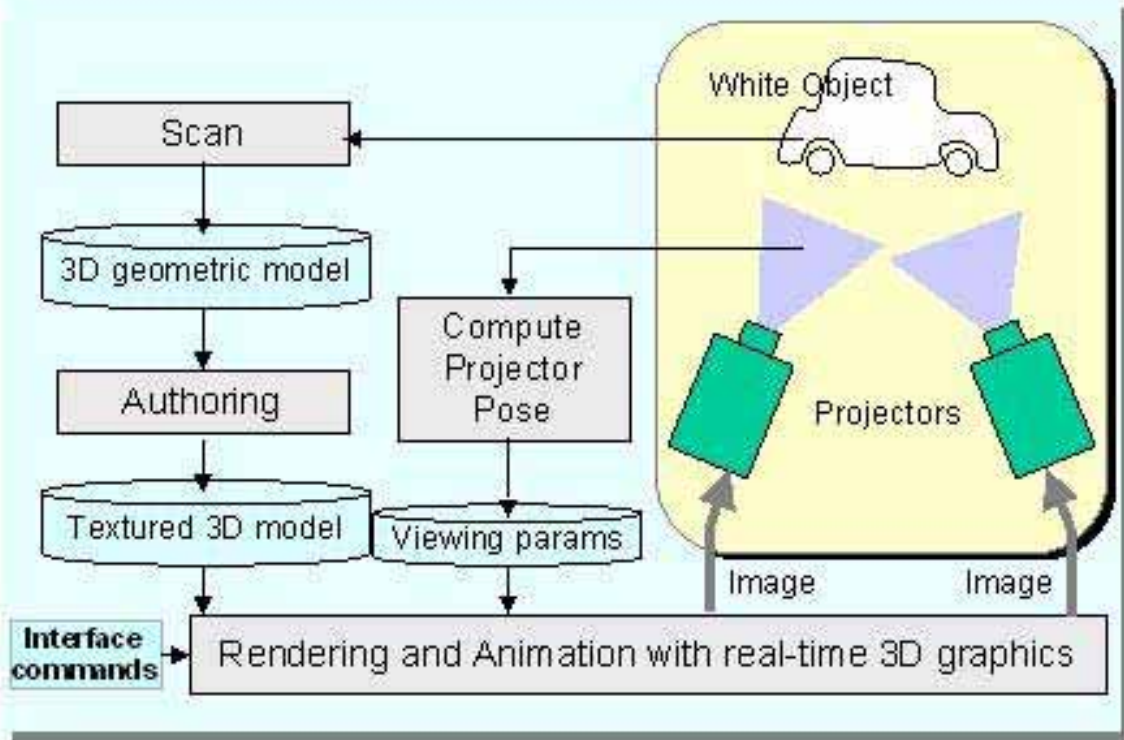 White Object
Scan
3D geometric model
Compute
Projector
Pose
Authoring
Projectors
Textured 3D model
Viewing params
Image
Image
Interface
commands
Rendering and Animation with real-time 3D graphics